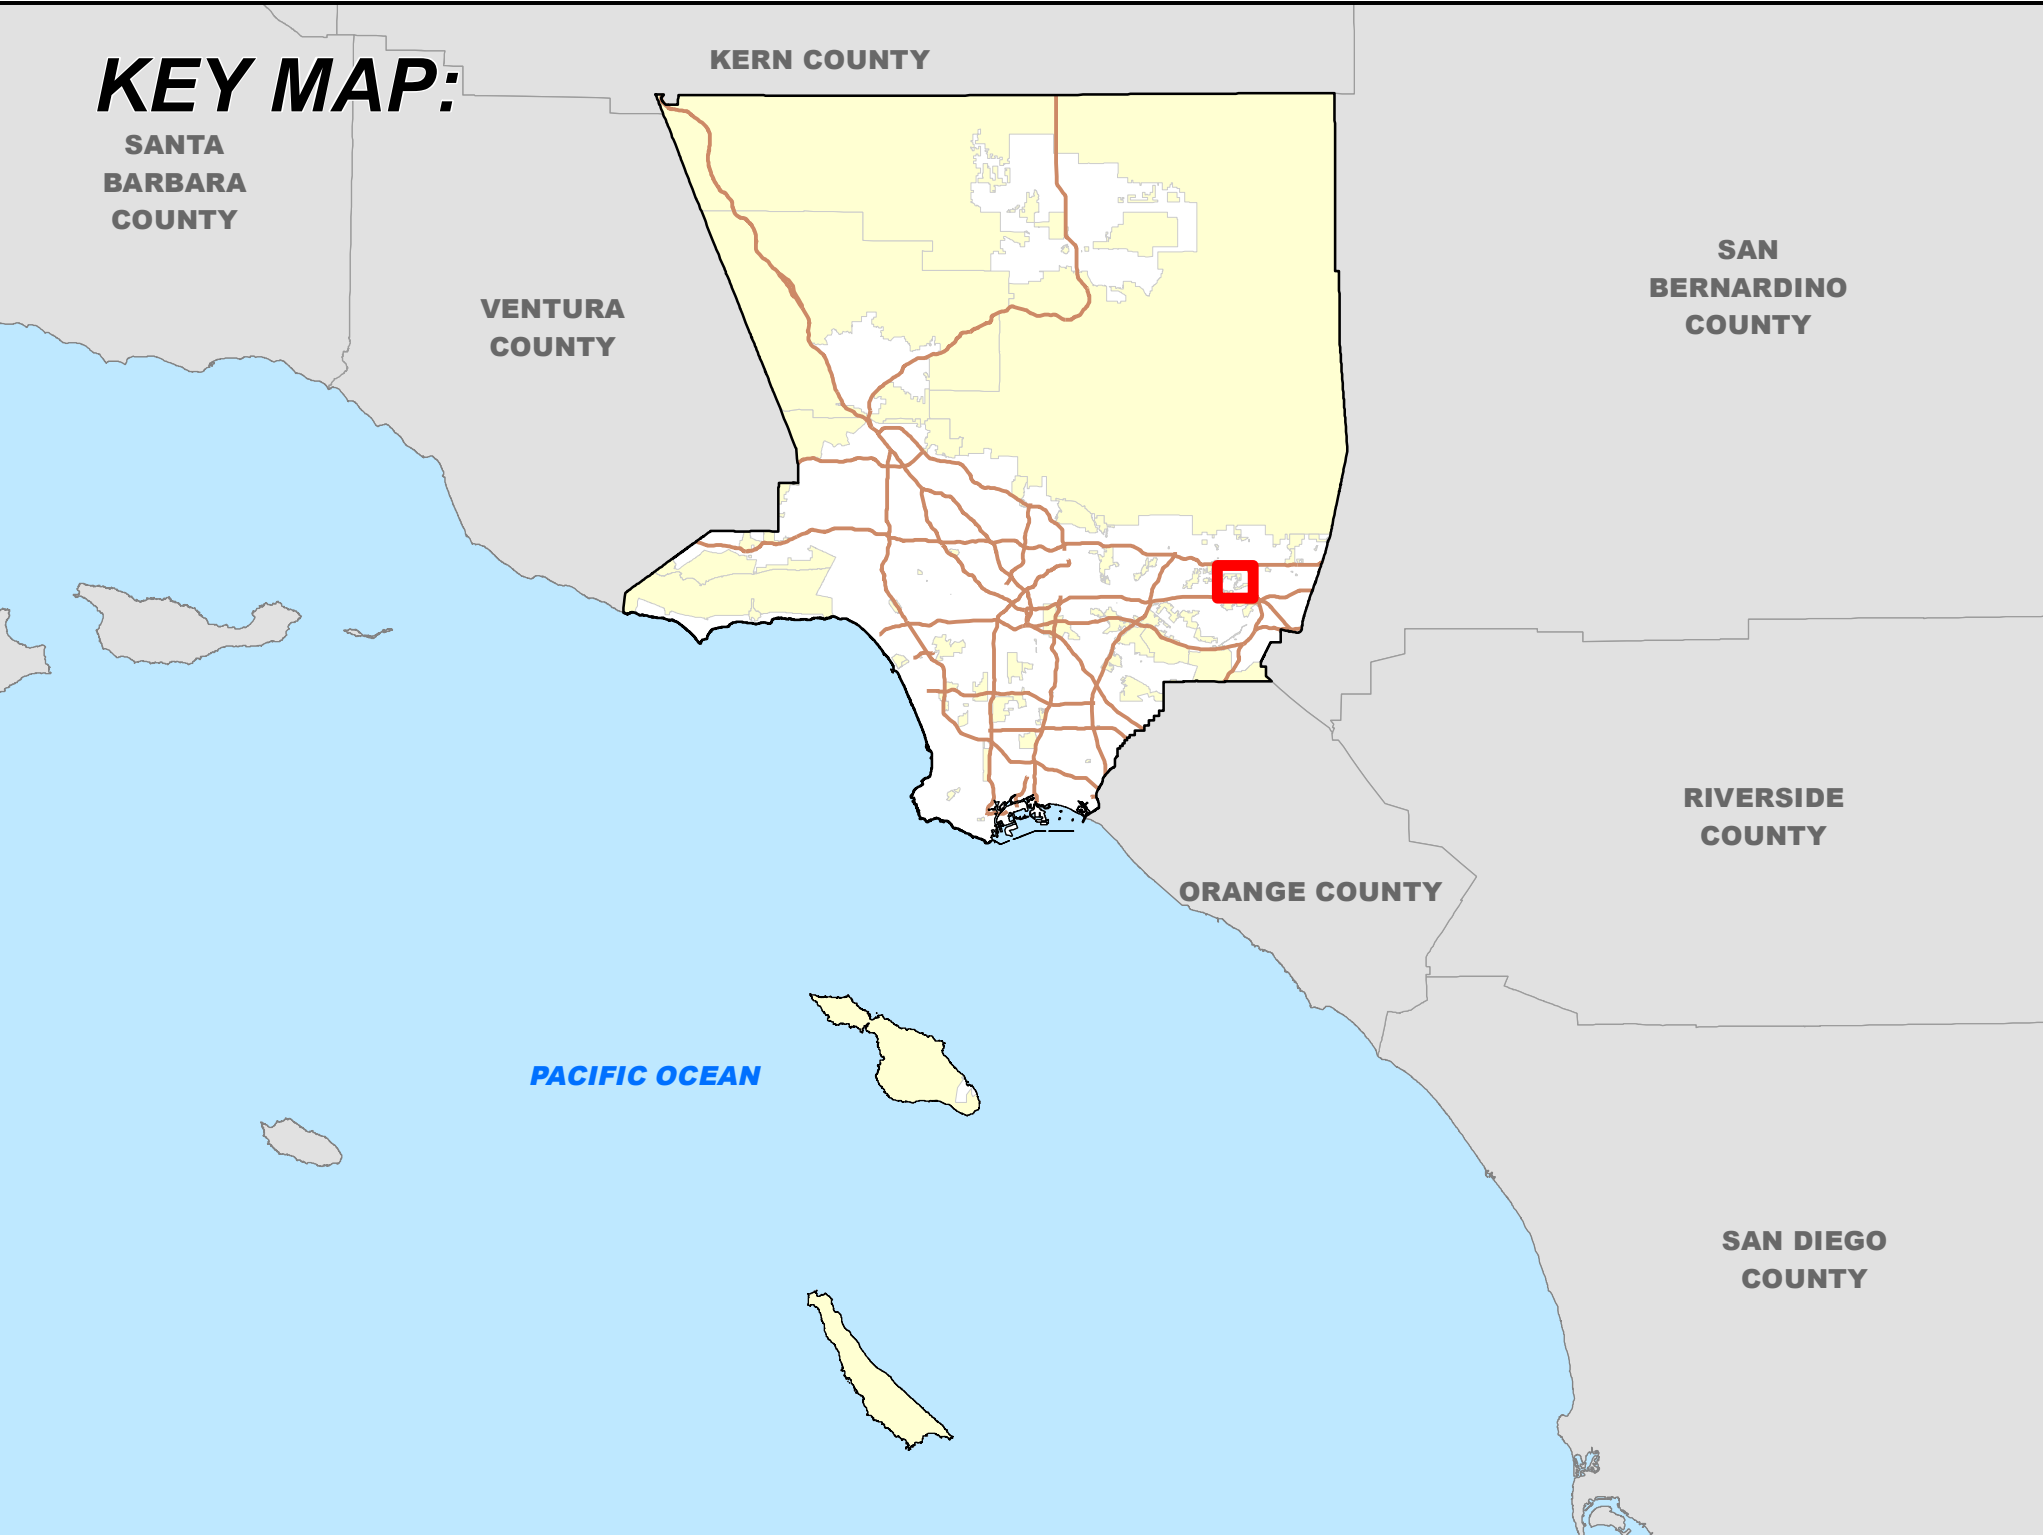 KEY MAP:
KERN COUNTY
SANTA
BARBARA
COUNTY
VENTURA
COUNTY
SAN
BERNARDINO
COUNTY
RIVERSIDE
COUNTY
ORANGE COUNTY
PACIFIC OCEAN
SAN DIEGO
COUNTY